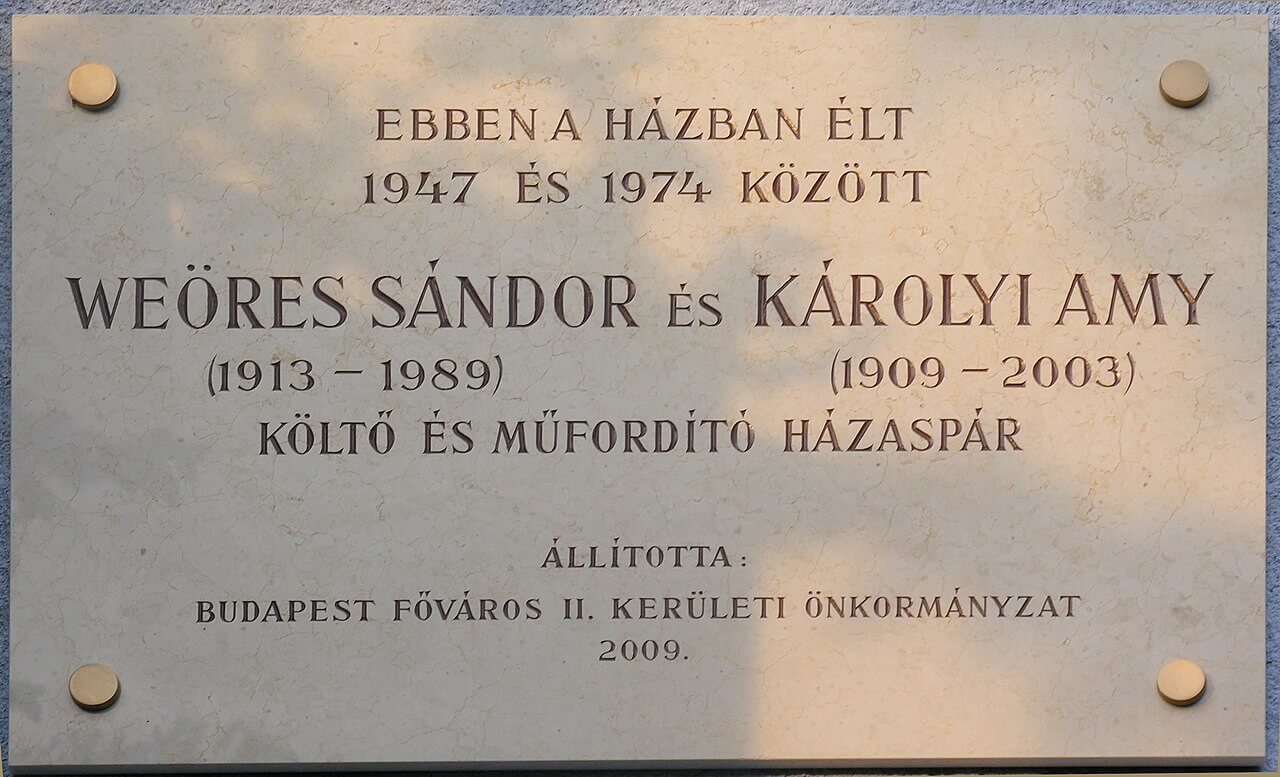 EBBEN A HÁZBAN ÉLT
1947 ÉS 1974 KÖZÖTT
WEÖRES SÁNDOR ÉS KÁROLYI AMY
(1913 – 1989) (1909 – 2003)
KÖLTŐ ÉS MŰFORDÍTÓ HÁZASPÁR
ÁLLÍTOTTA:
BUDAPEST FŐVÁROS II. KERÜLETI ÖNKORMÁNYZAT
2009.